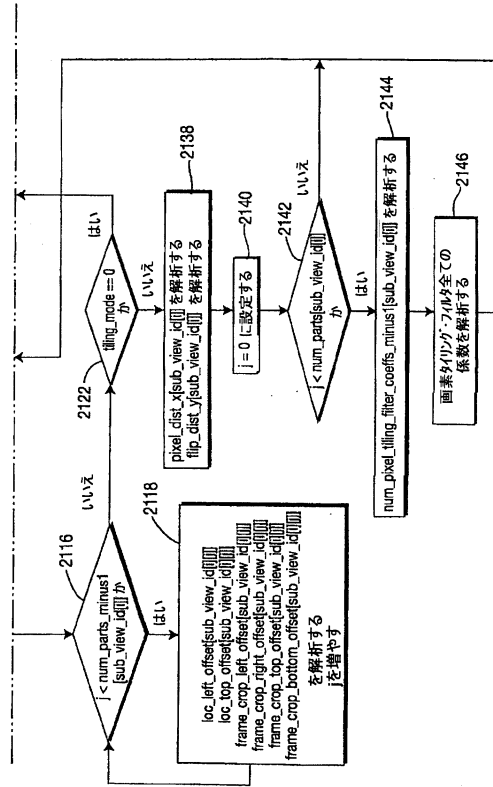 2116
j < num_parts_minus1
[sub_view_id[i]] か
いいえ
はい
2118
loc_left_offset[sub_view_id[i]][j]
loc_top_offset[sub_view_id[i]][j]
frame_crop_left_offset[sub_view_id[i]][j]
frame_crop_right_offset[sub_view_id[i]][j]
frame_crop_top_offset[sub_view_id[i]][j]
frame_crop_bottom_offset[sub_view_id[i]][j]
を解析する
jを増やす
2122
tiling_mode == 0
か
はい
いいえ
2138
pixel_dist_x[sub_view_id[i]] を解析する
flip_dist_y[sub_view_id[i]] を解析する
2140
j = 0 に設定する
2142
j < num_parts[sub_view_id[i]]
いいえ
はい
2144
num_pixel_tiling_filter_coeffs_minus1[sub_view_id[i]] を解析する
2146
画素タイリング・フィルタ全ての
係数を解析する